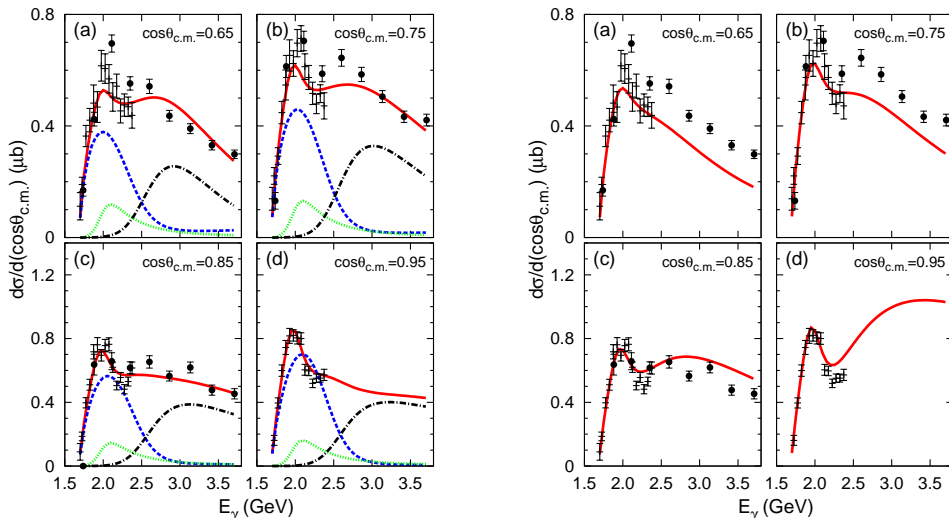 (a) cosθc.m.=0.65
(b) cosθc.m.=0.75
(c) cosθc.m.=0.85
(d) cosθc.m.=0.95
dσ/d(cosθc.m.) (μb)
0.8
0.4
0
1.2
0.8
0.4
0
1.5 2.0 2.5 3.0 3.5
1.5 2.0 2.5 3.0 3.5
Eγ (GeV)
(a) cosθc.m.=0.65
(b) cosθc.m.=0.75
(c) cosθc.m.=0.85
(d) cosθc.m.=0.95
dσ/d(cosθc.m.) (μb)
0.8
0.4
0
1.2
0.8
0.4
0
1.5 2.0 2.5 3.0 3.5
1.5 2.0 2.5 3.0 3.5
Eγ (GeV)